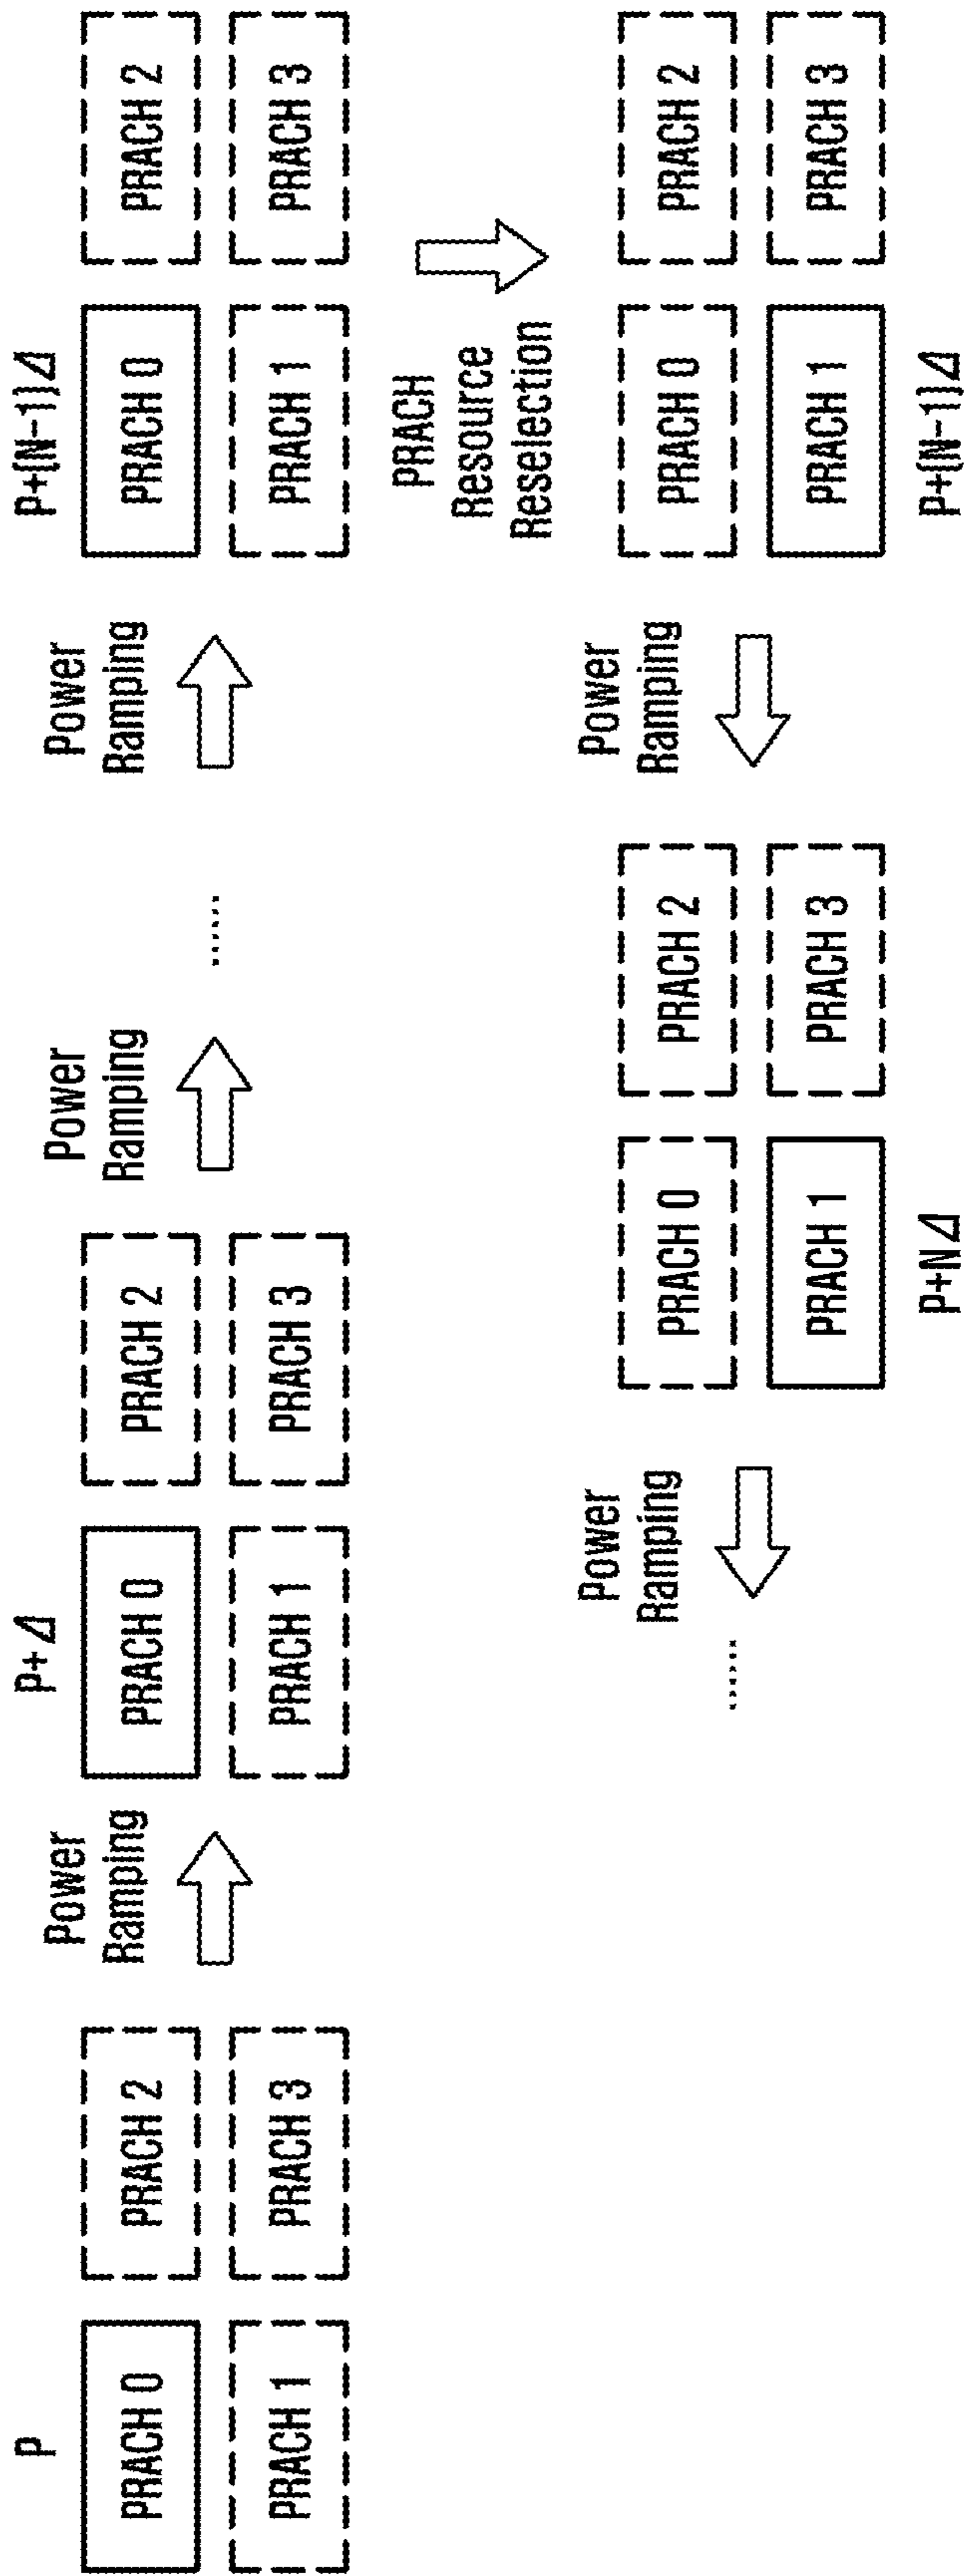 P
PRACH 0
PRACH 2
PRACH 1
PRACH 3
Power
Ramping
P+Δ
PRACH 0
PRACH 2
PRACH 1
PRACH 3
Power
Ramping
......
Power
Ramping
P+(N-1)Δ
PRACH 0
PRACH 2
PRACH 1
PRACH 3
PRACH
Resource
Reselection
PRACH 0
PRACH 2
PRACH 1
PRACH 3
P+(N-1)Δ
Power
Ramping
PRACH 0
PRACH 2
PRACH 1
PRACH 3
P+NΔ
Power
Ramping
......